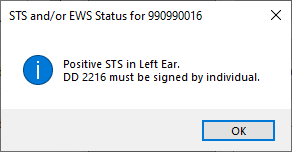 STS and/or EWS Status for 990990016
Positive STS in Left Ear.
DD 2216 must be signed by individual.
OK